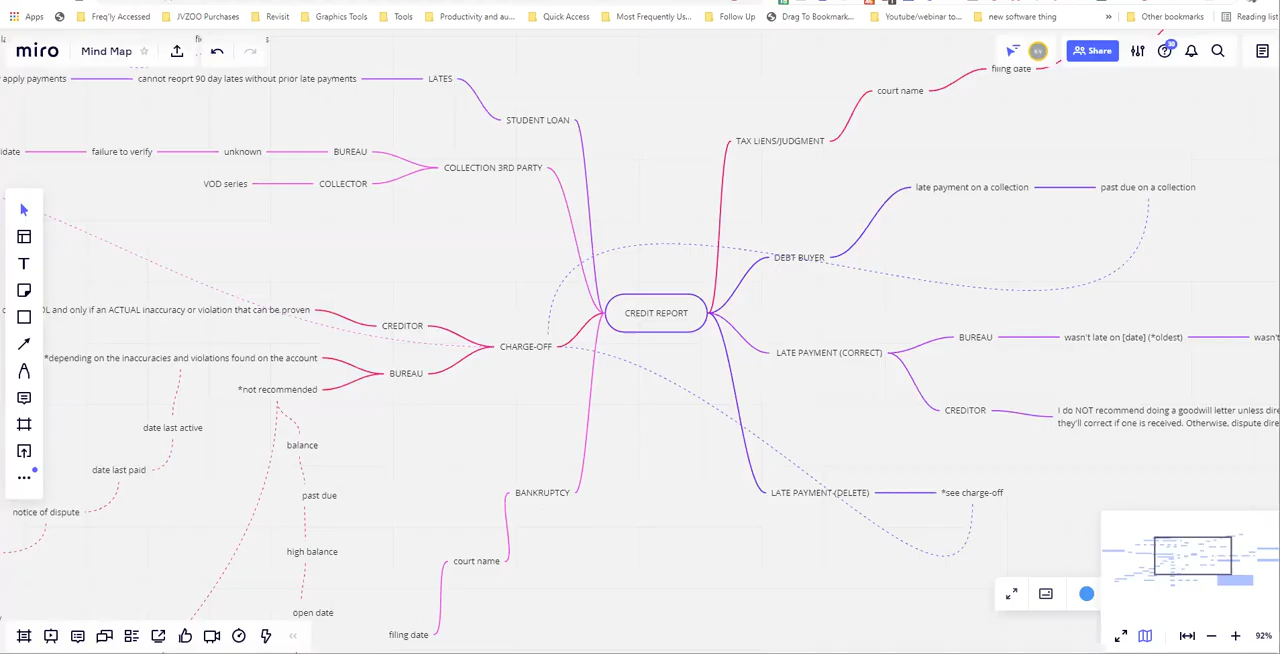 Apps
Freq'ly Accessed
JVZOO Purchases
Revisit
Graphics Tools
Tools
Productivity and au...
Quick Access
Most Frequently Us...
Follow Up
Drag To Bookmark...
Youtube/webinar to...
new software thing
»
Other bookmarks
Reading list
miro
Mind Map
Share
filing date
apply payments
cannot reoprt 90 day lates without prior late payments
LATES
court name
STUDENT LOAN
TAX LIENS/JUDGMENT
idate
failure to verify
unknown
BUREAU
COLLECTION 3RD PARTY
VOD series
COLLECTOR
late payment on a collection
past due on a collection
DEBT BUYER
OL and only if an ACTUAL inaccuracy or violation that can be proven
CREDITOR
CREDIT REPORT
BUREAU
wasn't late on [date] (*oldest)
wasn't
CHARGE-OFF
LATE PAYMENT (CORRECT)
*depending on the inaccuracies and violations found on the account
BUREAU
*not recommended
CREDITOR
I do NOT recommend doing a goodwill letter unless dire
they'll correct if one is received. Otherwise, dispute dire
date last active
balance
date last paid
past due
BANKRUPTCY
LATE PAYMENT (DELETE)
*see charge-off
notice of dispute
high balance
court name
open date
filing date
92%